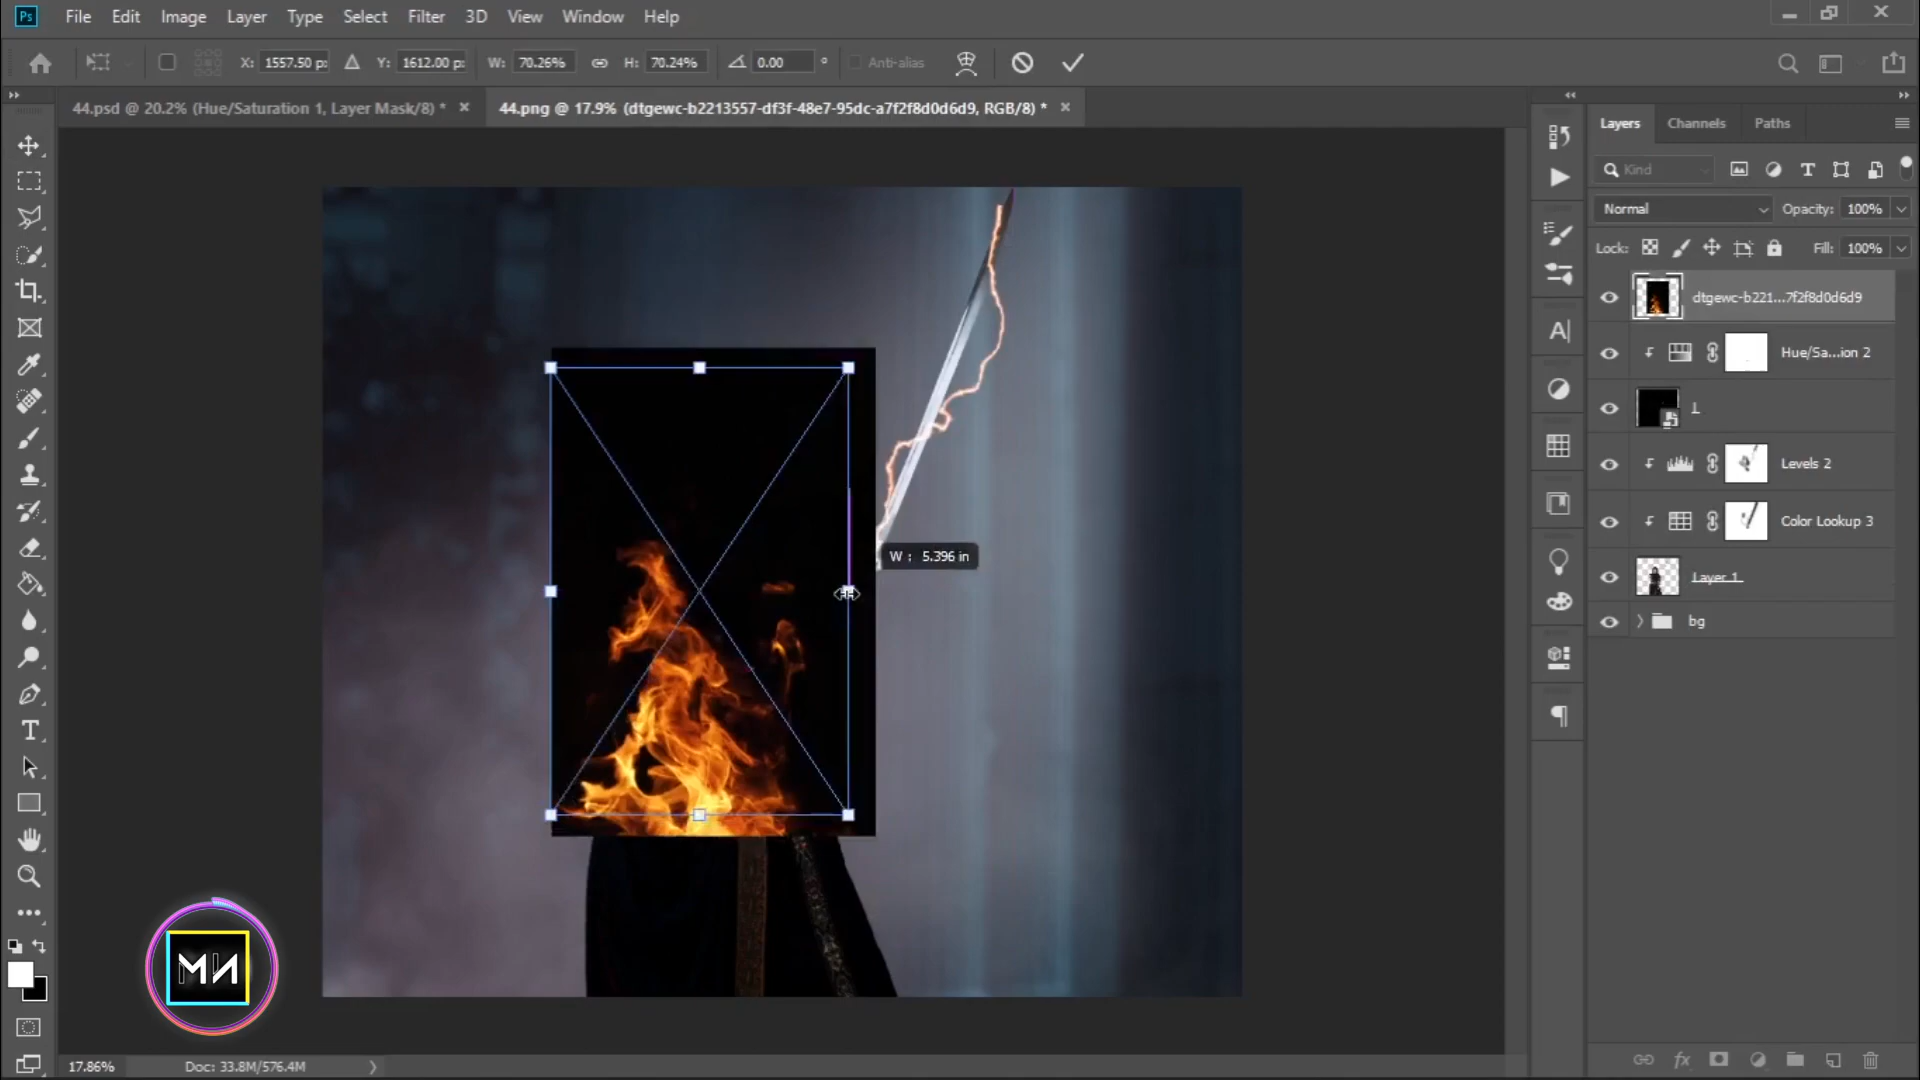 Ps File Edit Image Layer Type Select Filter 3D View Window Help
X: 1557.50 p: Y: 1612.00 p: W: 70.26% H: 70.24% 0.00 ° Anti-alias
44.psd @ 20.2% (Hue/Saturation 1, Layer Mask/8) * × 44.png @ 17.9% (dtgewc-b2213557-df3f-48e7-95dc-a7f2f8d0d6d9, RGB/8) * ×
Layers Channels Paths
Kind
Normal Opacity: 100%
Lock: Fill: 100%
dtgewc-b221...7f2f8d0d6d9
Hue/Sa...ion 2
Levels 2
Color Lookup 3
Layer 1
bg
W : 5.396 in
17.86% Doc: 33.8M/576.4M